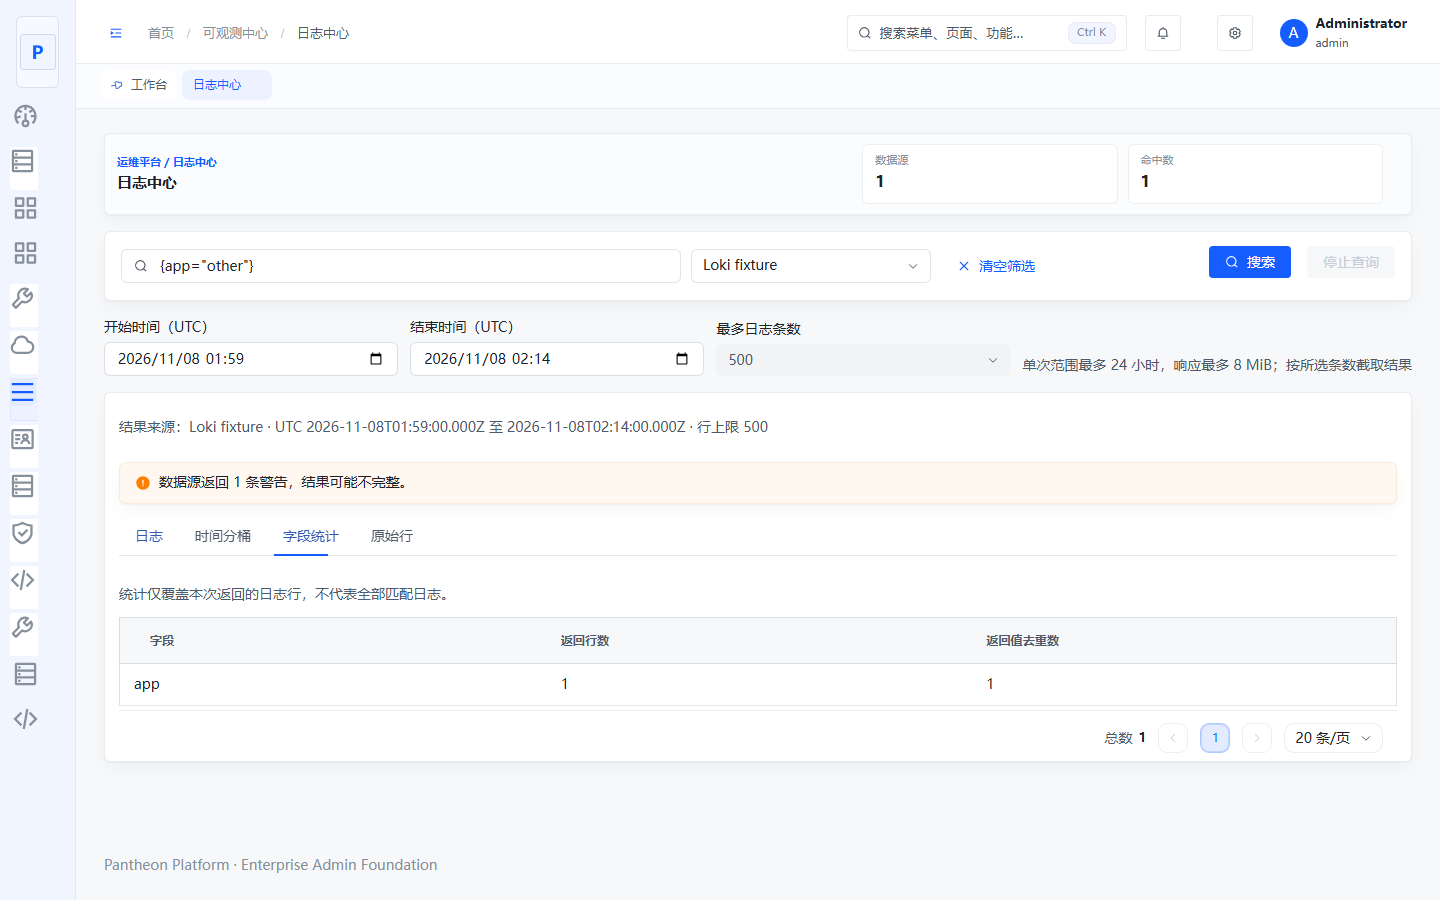 P
首页 / 可观测中心 / 日志中心
搜索菜单、页面、功能... Ctrl K
A
Administrator
admin
工作台
日志中心
运维平台 / 日志中心
日志中心
数据源
1
命中数
1
{app="other"}
Loki fixture
清空筛选
搜索
停止查询
开始时间（UTC）
结束时间（UTC）
最多日志条数
2026/11/08 01:59
2026/11/08 02:14
500
单次范围最多 24 小时，响应最多 8 MiB；按所选条数截取结果
结果来源：Loki fixture · UTC 2026-11-08T01:59:00.000Z 至 2026-11-08T02:14:00.000Z · 行上限 500
数据源返回 1 条警告，结果可能不完整。
日志 时间分桶 字段统计 原始行
统计仅覆盖本次返回的日志行，不代表全部匹配日志。
字段 返回行数 返回值去重数
app 1 1
总数 1 1 20 条/页
Pantheon Platform · Enterprise Admin Foundation